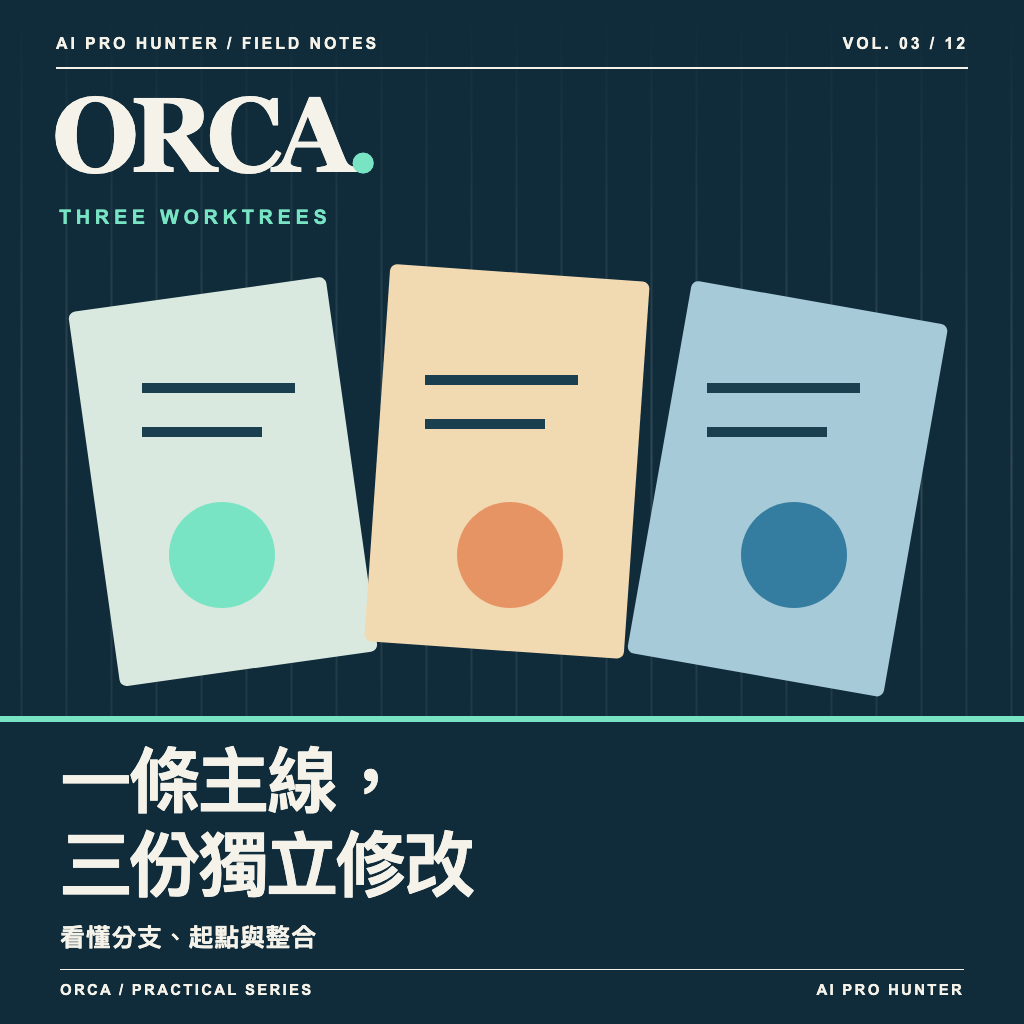 AI PRO HUNTER / FIELD NOTES
VOL. 03 / 12
ORCA.
THREE WORKTREES
一條主線，
三份獨立修改
看懂分支、起點與整合
ORCA / PRACTICAL SERIES
AI PRO HUNTER